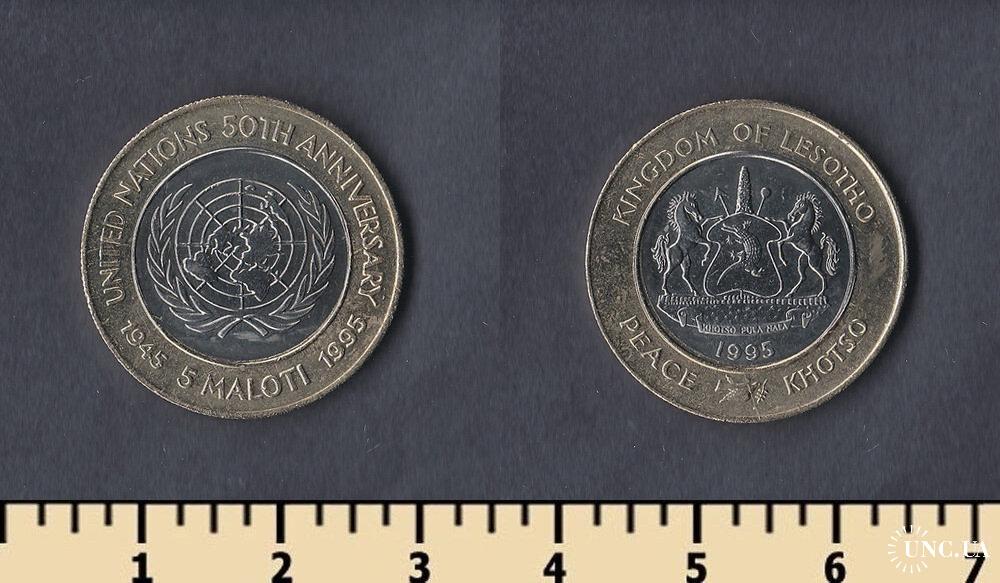 UNITED NATIONS 50TH ANNIVERSARY
1945 5 MALOTI 1995
KINGDOM OF LESOTHO
KHOTSO PULA NALA
1995
PEACE KHOTSO
1 2 3 4 5 6 7
UNC.UA